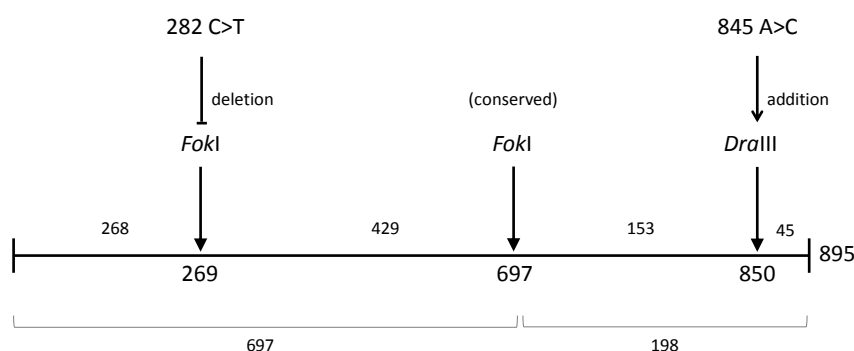 282 C>T 845 A>C
deletion (conserved) addition
FokI FokI DraIII
268 429 153 45
895
269 697 850
697 198